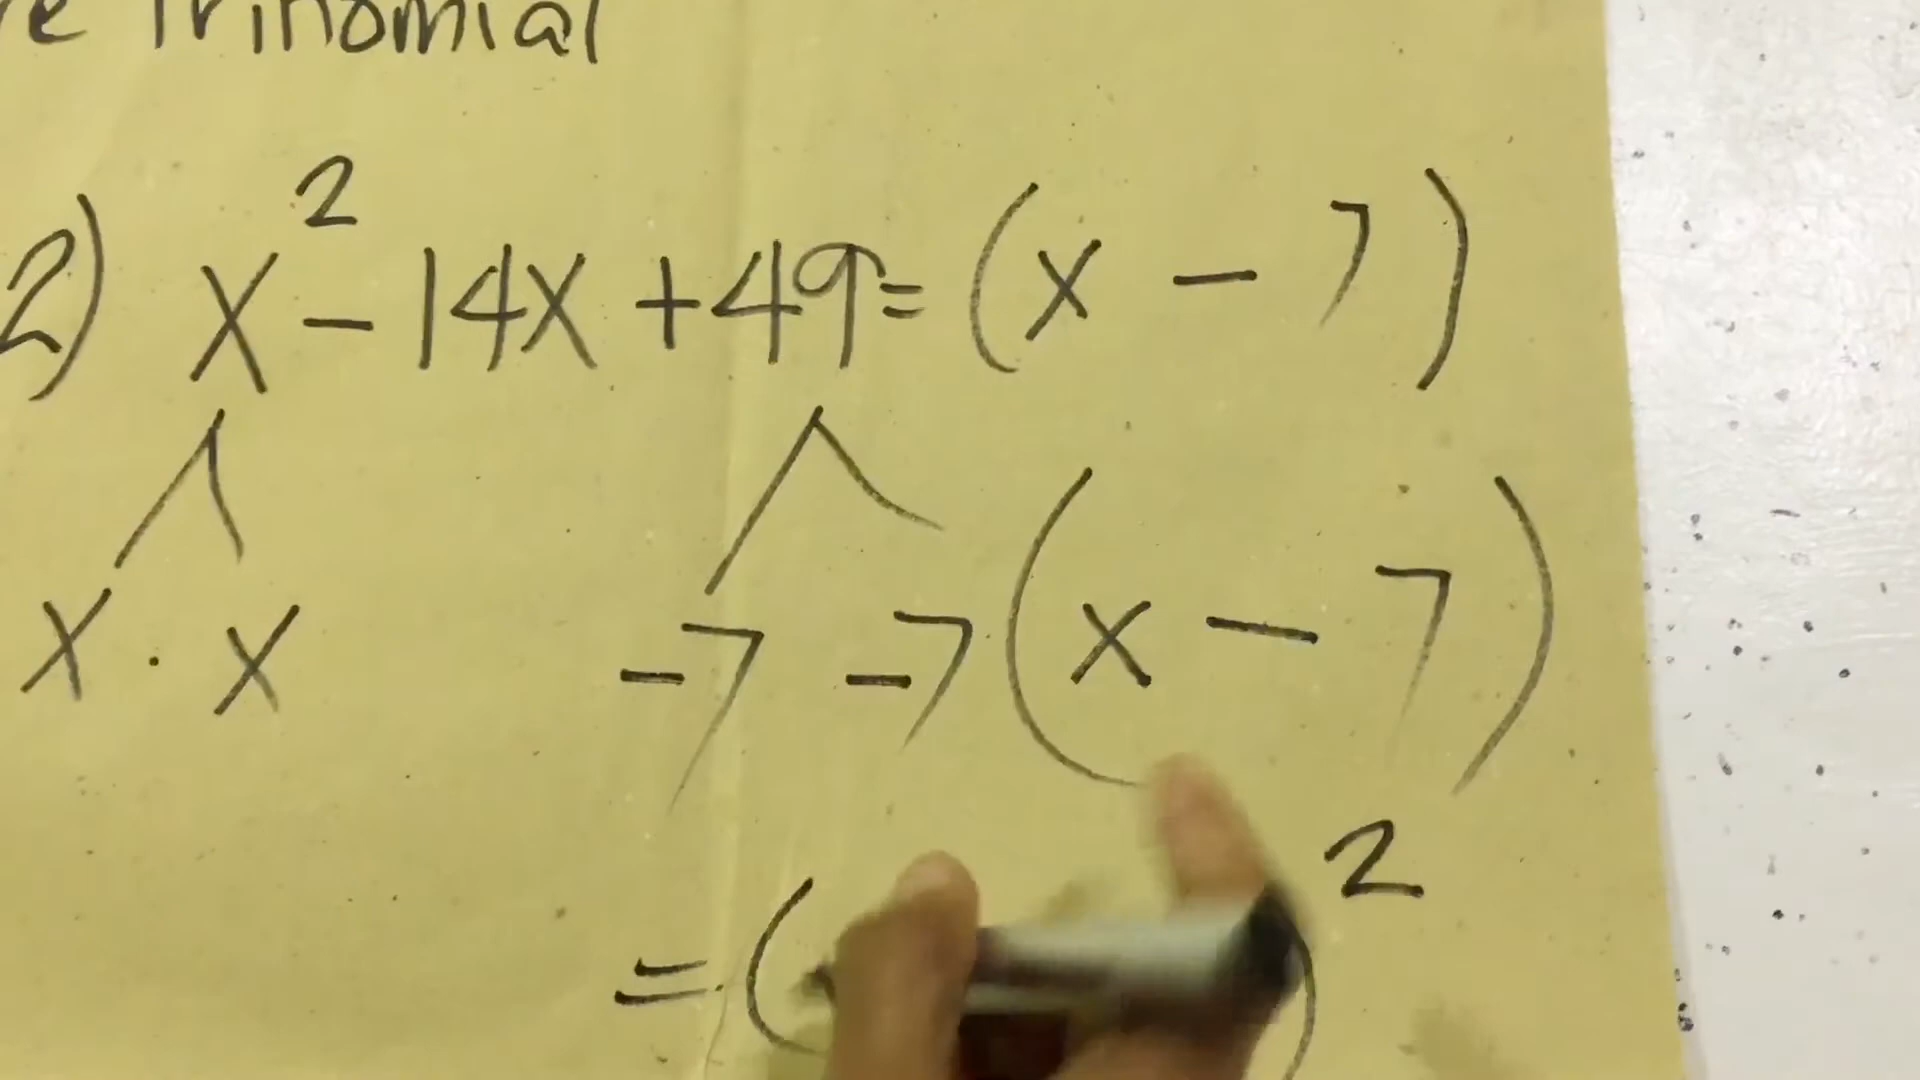 Trinomial
2) x² - 14x + 49 = (x - 7)
x · x -7 -7 (x - 7)
= ( )²